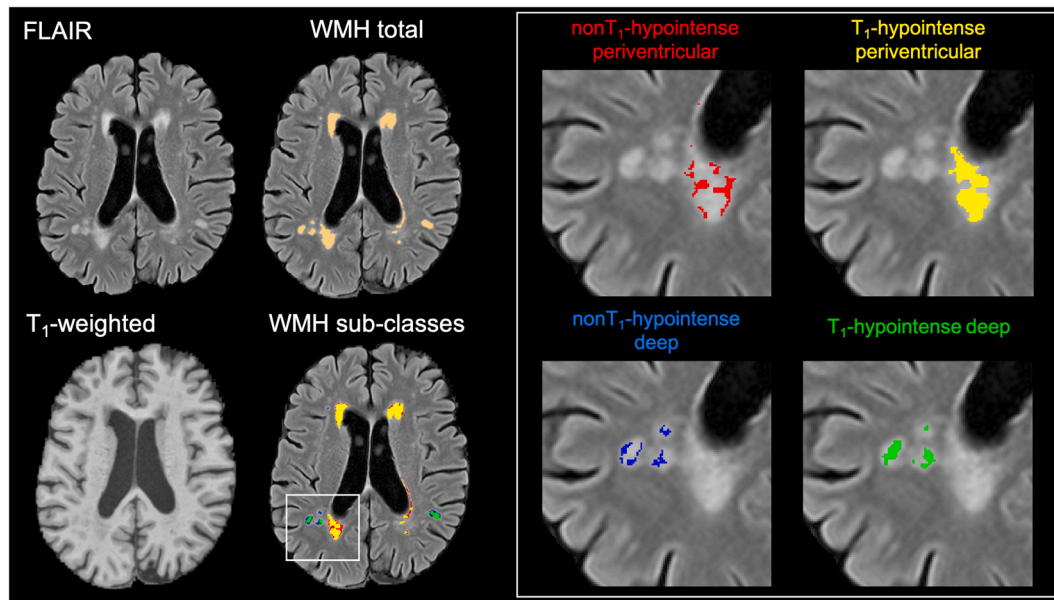 FLAIR
WMH total
T₁-weighted
WMH sub-classes
nonT₁-hypointense
periventricular
T₁-hypointense
periventricular
nonT₁-hypointense
deep
T₁-hypointense deep